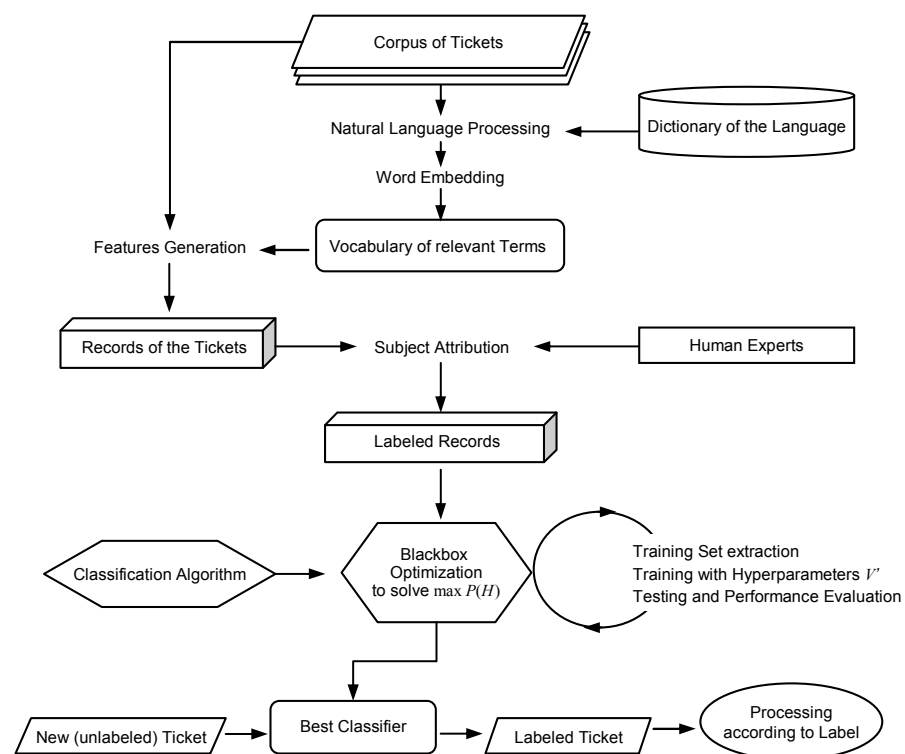 Corpus of Tickets
Natural Language Processing
Dictionary of the Language
Word Embedding
Features Generation
Vocabulary of relevant Terms
Records of the Tickets
Subject Attribution
Human Experts
Labeled Records
Classification Algorithm
Blackbox
Optimization
to solve max P(H)
Training Set extraction
Training with Hyperparameters V'
Testing and Performance Evaluation
New (unlabeled) Ticket
Best Classifier
Labeled Ticket
Processing
according to Label